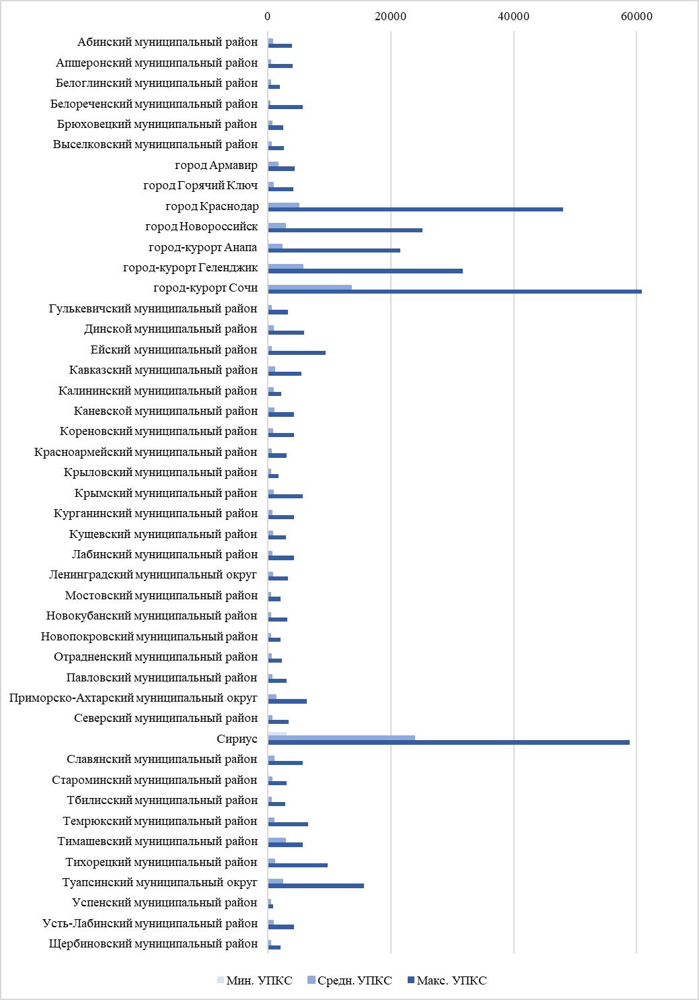 0 20000 40000 60000
Абинский муниципальный район
Апшеронский муниципальный район
Белоглинский муниципальный район
Белореченский муниципальный район
Брюховецкий муниципальный район
Выселковский муниципальный район
город Армавир
город Горячий Ключ
город Краснодар
город Новороссийск
город-курорт Анапа
город-курорт Геленджик
город-курорт Сочи
Гулькевичский муниципальный район
Динской муниципальный район
Ейский муниципальный район
Кавказский муниципальный район
Калининский муниципальный район
Каневской муниципальный район
Кореновский муниципальный район
Красноармейский муниципальный район
Крыловский муниципальный район
Крымский муниципальный район
Курганинский муниципальный район
Кущевский муниципальный район
Лабинский муниципальный район
Ленинградский муниципальный округ
Мостовский муниципальный район
Новокубанский муниципальный район
Новопокровский муниципальный район
Отрадненский муниципальный район
Павловский муниципальный район
Приморско-Ахтарский муниципальный округ
Северский муниципальный район
Сириус
Славянский муниципальный район
Староминский муниципальный район
Тбилисский муниципальный район
Темрюкский муниципальный район
Тимашевский муниципальный район
Тихорецкий муниципальный район
Туапсинский муниципальный округ
Успенский муниципальный район
Усть-Лабинский муниципальный район
Щербиновский муниципальный район
Мин. УПКС Средн. УПКС Макс. УПКС